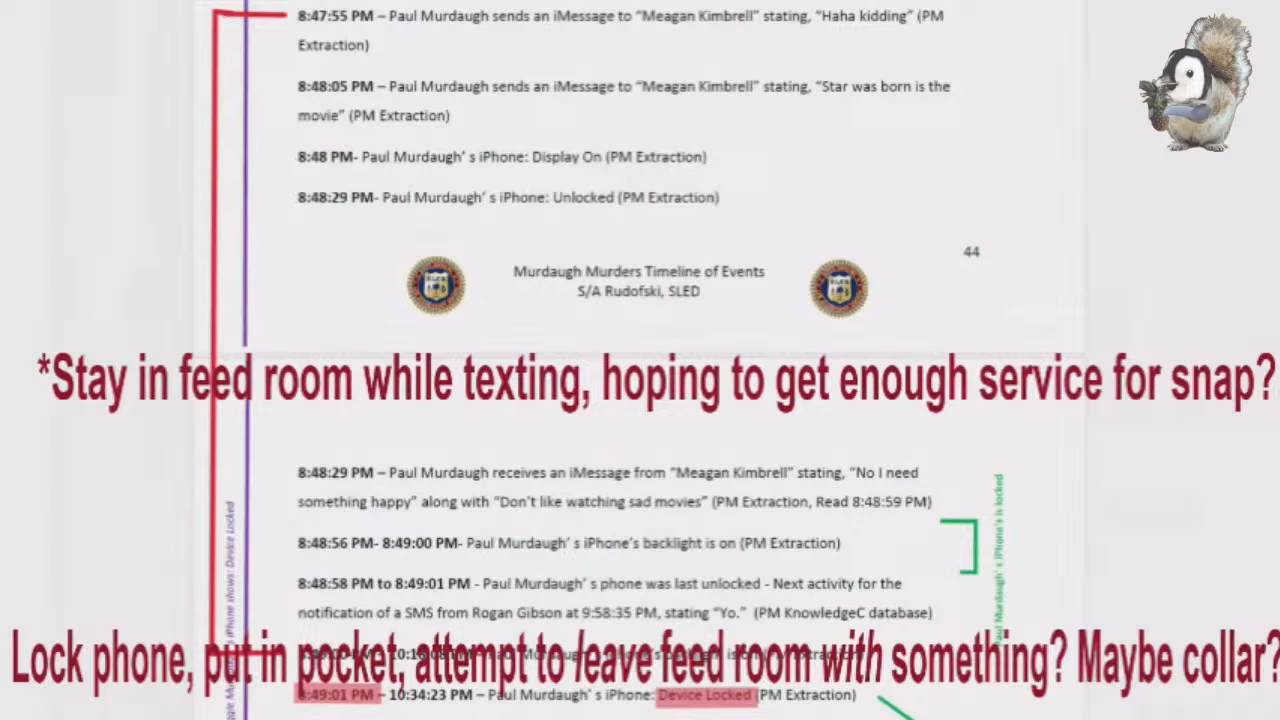 8:47:55 PM – Paul Murdaugh sends an iMessage to “Meagan Kimbrell” stating, “Haha kidding” (PM
Extraction)
8:48:05 PM – Paul Murdaugh sends an iMessage to “Meagan Kimbrell” stating, “Star was born is the
movie” (PM Extraction)
8:48 PM- Paul Murdaugh’ s iPhone: Display On (PM Extraction)
8:48:29 PM- Paul Murdaugh’ s iPhone: Unlocked (PM Extraction)
44
Murdaugh Murders Timeline of Events
S/A Rudofski, SLED
*Stay in feed room while texting, hoping to get enough service for snap?
8:48:29 PM – Paul Murdaugh receives an iMessage from “Meagan Kimbrell” stating, “No I need
something happy” along with “Don’t like watching sad movies” (PM Extraction, Read 8:48:59 PM)
8:48:56 PM- 8:49:00 PM- Paul Murdaugh’ s iPhone’s backlight is on (PM Extraction)
8:48:58 PM to 8:49:01 PM - Paul Murdaugh’ s phone was last unlocked - Next activity for the
notification of a SMS from Rogan Gibson at 9:58:35 PM, stating “Yo.” (PM KnowledgeC database)
Lock phone, put in pocket, attempt to leave feed room with something? Maybe collar?
8:49:01 PM – 10:34:23 PM – Paul Murdaugh’ s iPhone: Device Locked (PM Extraction)
iPhone shows: Device Locked
Paul Murdaugh’ s iPhone’s is locked